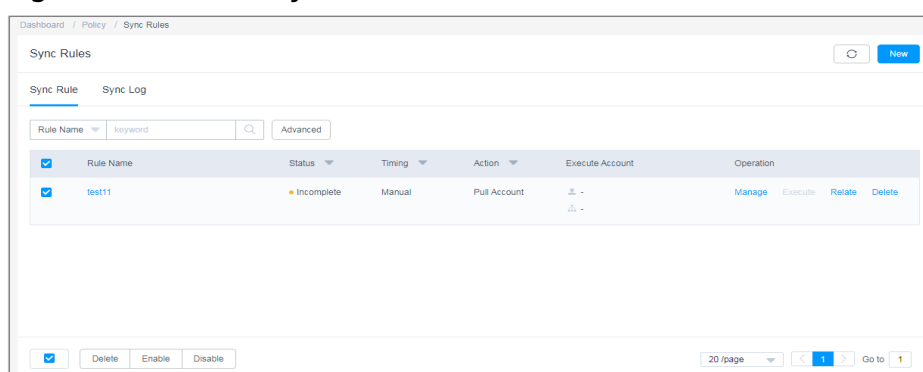 Dashboard / Policy / Sync Rules
Sync Rules
New
Sync Rule Sync Log
Rule Name keyword Advanced
Rule Name Status Timing Action Execute Account Operation
test11 Incomplete Manual Pull Account - Manage Execute Relate Delete
-
Delete Enable Disable 20 /page < 1 > Go to 1